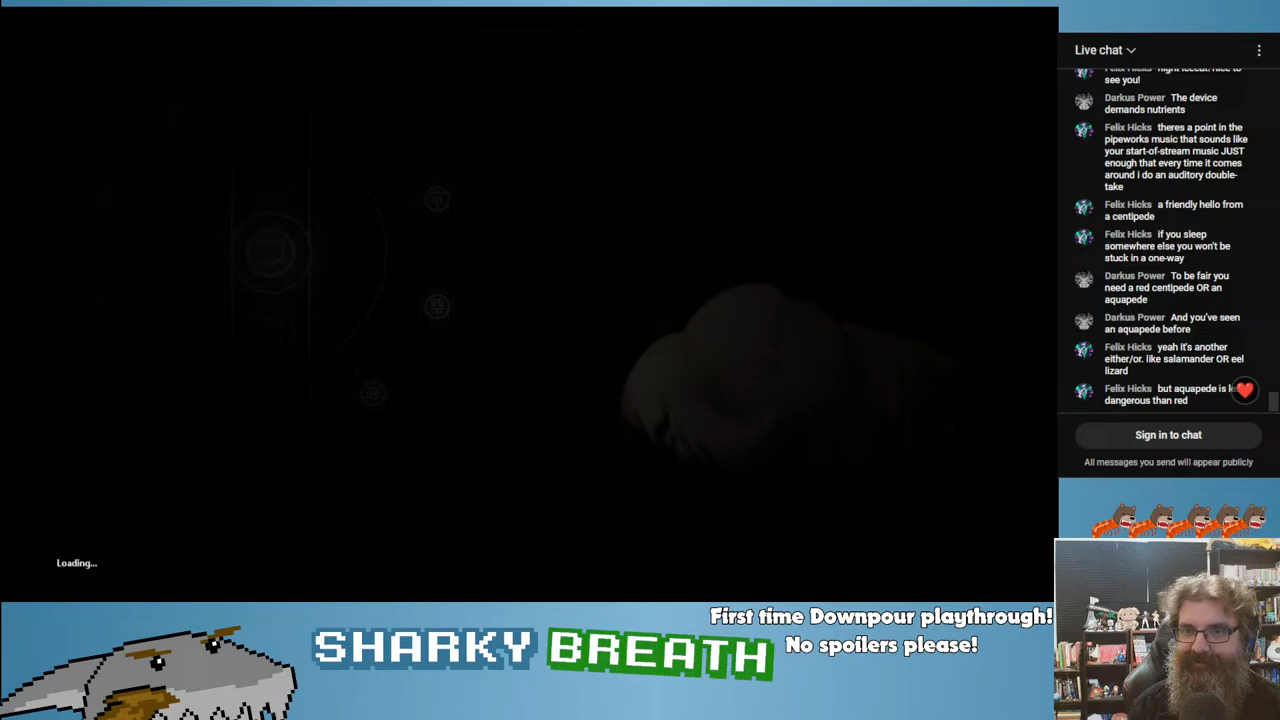 Live chat
see you!
Darkus Power The device
demands nutrients
Felix Hicks theres a point in the
pipeworks music that sounds like
your start-of-stream music JUST
enough that every time it comes
around i do an auditory double-
take
Felix Hicks a friendly hello from
a centipede
Felix Hicks if you sleep
somewhere else you won't be
stuck in a one-way
Darkus Power To be fair you
need a red centipede OR an
aquapede
Darkus Power And you've seen
an aquapede before
Felix Hicks yeah it's another
either/or. like salamander OR eel
lizard
Felix Hicks but aquapede is
dangerous than red
Sign in to chat
All messages you send will appear publicly
Loading...
First time Downpour playthrough!
No spoilers please!
SHARKY BREATH